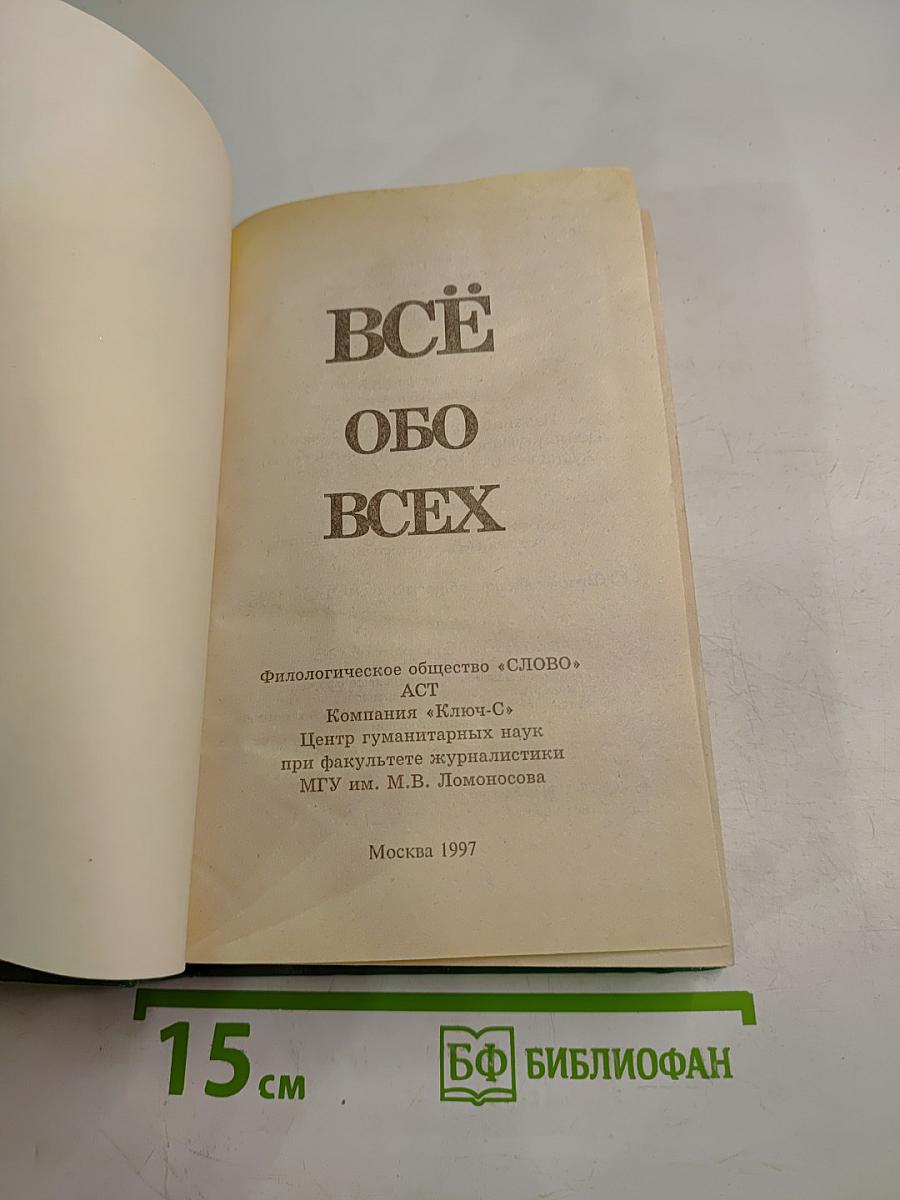 ВСЁ
ОБО
ВСЕХ
Филологическое общество «СЛОВО»
АСТ
Компания «Ключ-С»
Центр гуманитарных наук
при факультете журналистики
МГУ им. М.В. Ломоносова
Москва 1997
15 см
БФ БИБЛИОФАН